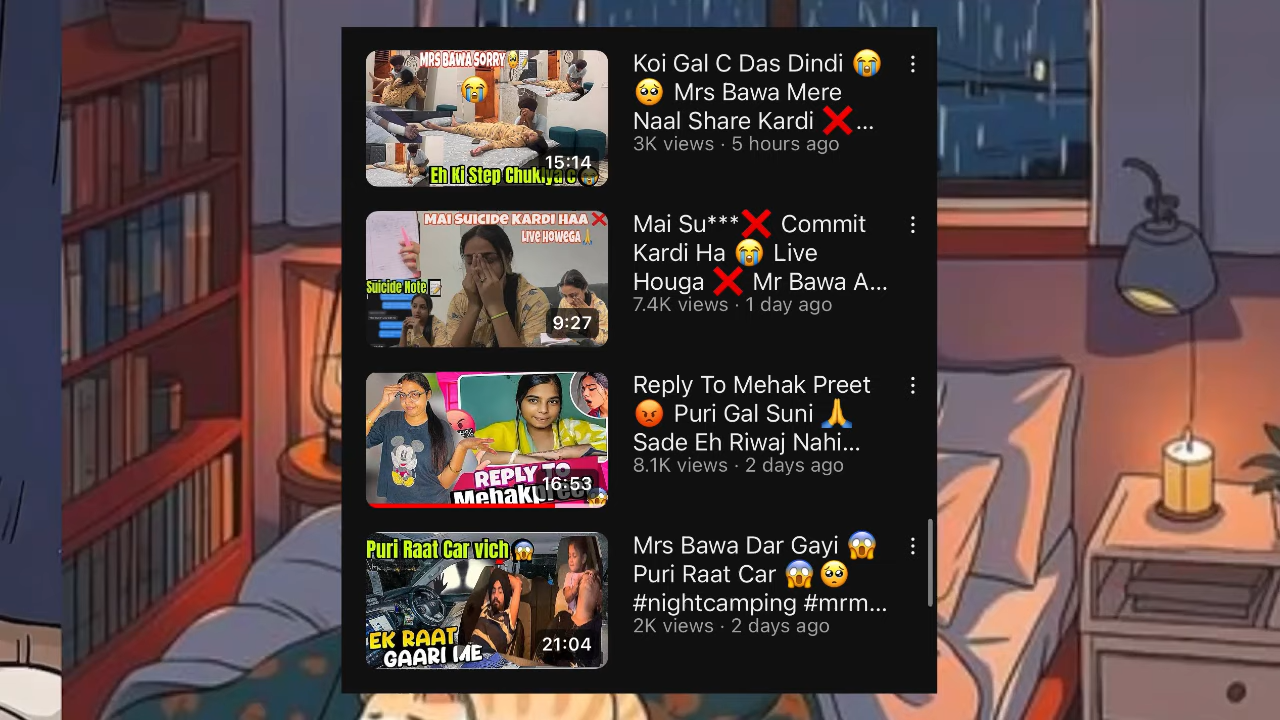 MRS BAWA SORRY 🥺
😭
15:14
Eh Ki Step Chukiya c 😭
Koi Gal C Das Dindi 😭
🥺 Mrs Bawa Mere
Naal Share Kardi ❌...
3K views · 5 hours ago
MAI SUICIDE KARDI HAA ❌
LIVE HOWEGA 🙏
Suicide Note 📝
9:27
Mai Su***❌ Commit
Kardi Ha 😭 Live
Houga ❌ Mr Bawa A...
7.4K views · 1 day ago
REPLY TO
16:53
Mehakpreet
Reply To Mehak Preet
😡 Puri Gal Suni 🙏
Sade Eh Riwaj Nahi...
8.1K views · 2 days ago
Puri Raat Car vich 😱
EK RAAT
GAARI ME
21:04
Mrs Bawa Dar Gayi 😱
Puri Raat Car 😱🥺
#nightcamping #mrm...
2K views · 2 days ago